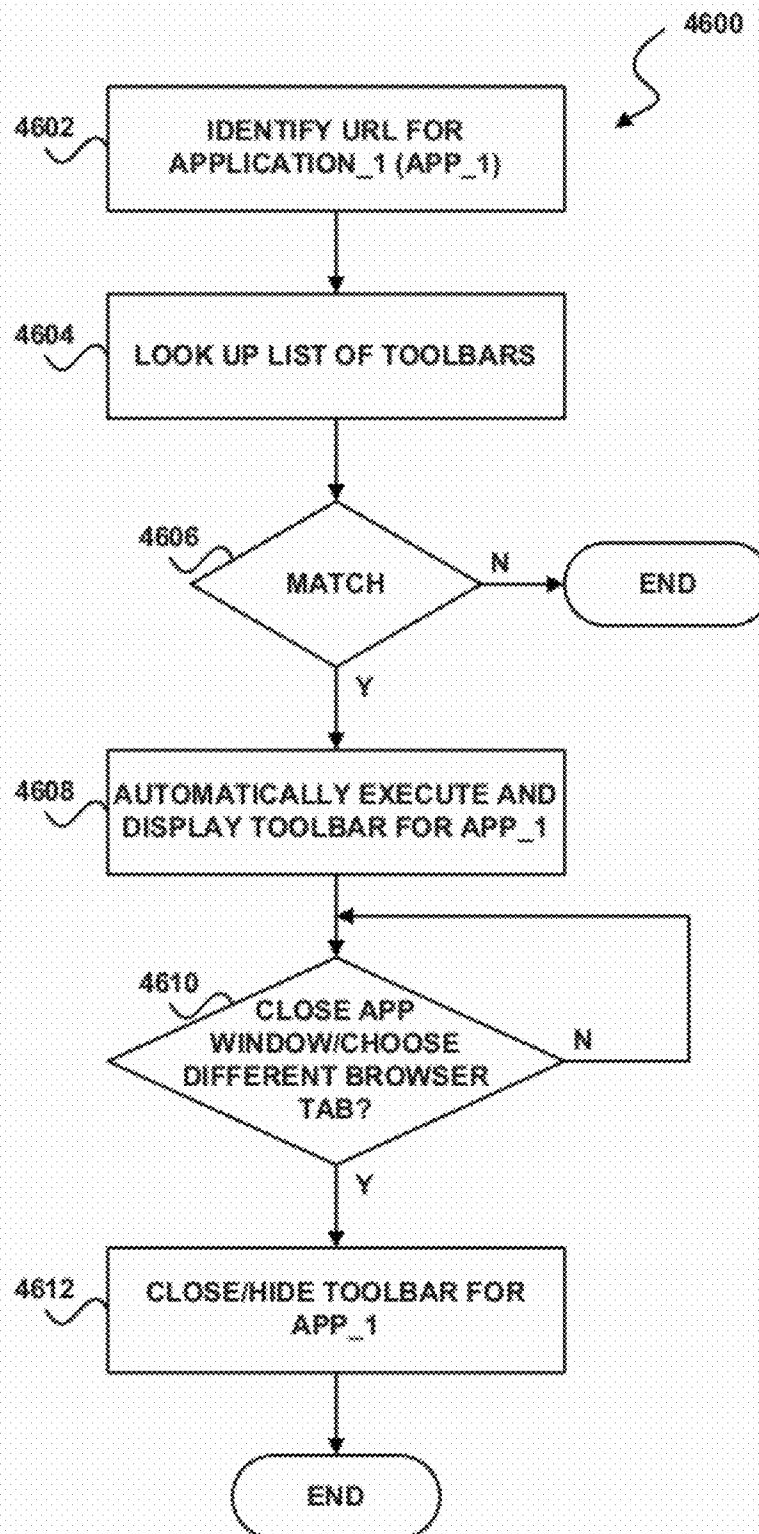 4600
4602
IDENTIFY URL FOR
APPLICATION_1 (APP_1)
4604
LOOK UP LIST OF TOOLBARS
4606
MATCH
N
END
Y
4608
AUTOMATICALLY EXECUTE AND
DISPLAY TOOLBAR FOR APP_1
4610
CLOSE APP
WINDOW/CHOOSE
DIFFERENT BROWSER
TAB?
N
Y
4612
CLOSE/HIDE TOOLBAR FOR
APP_1
END